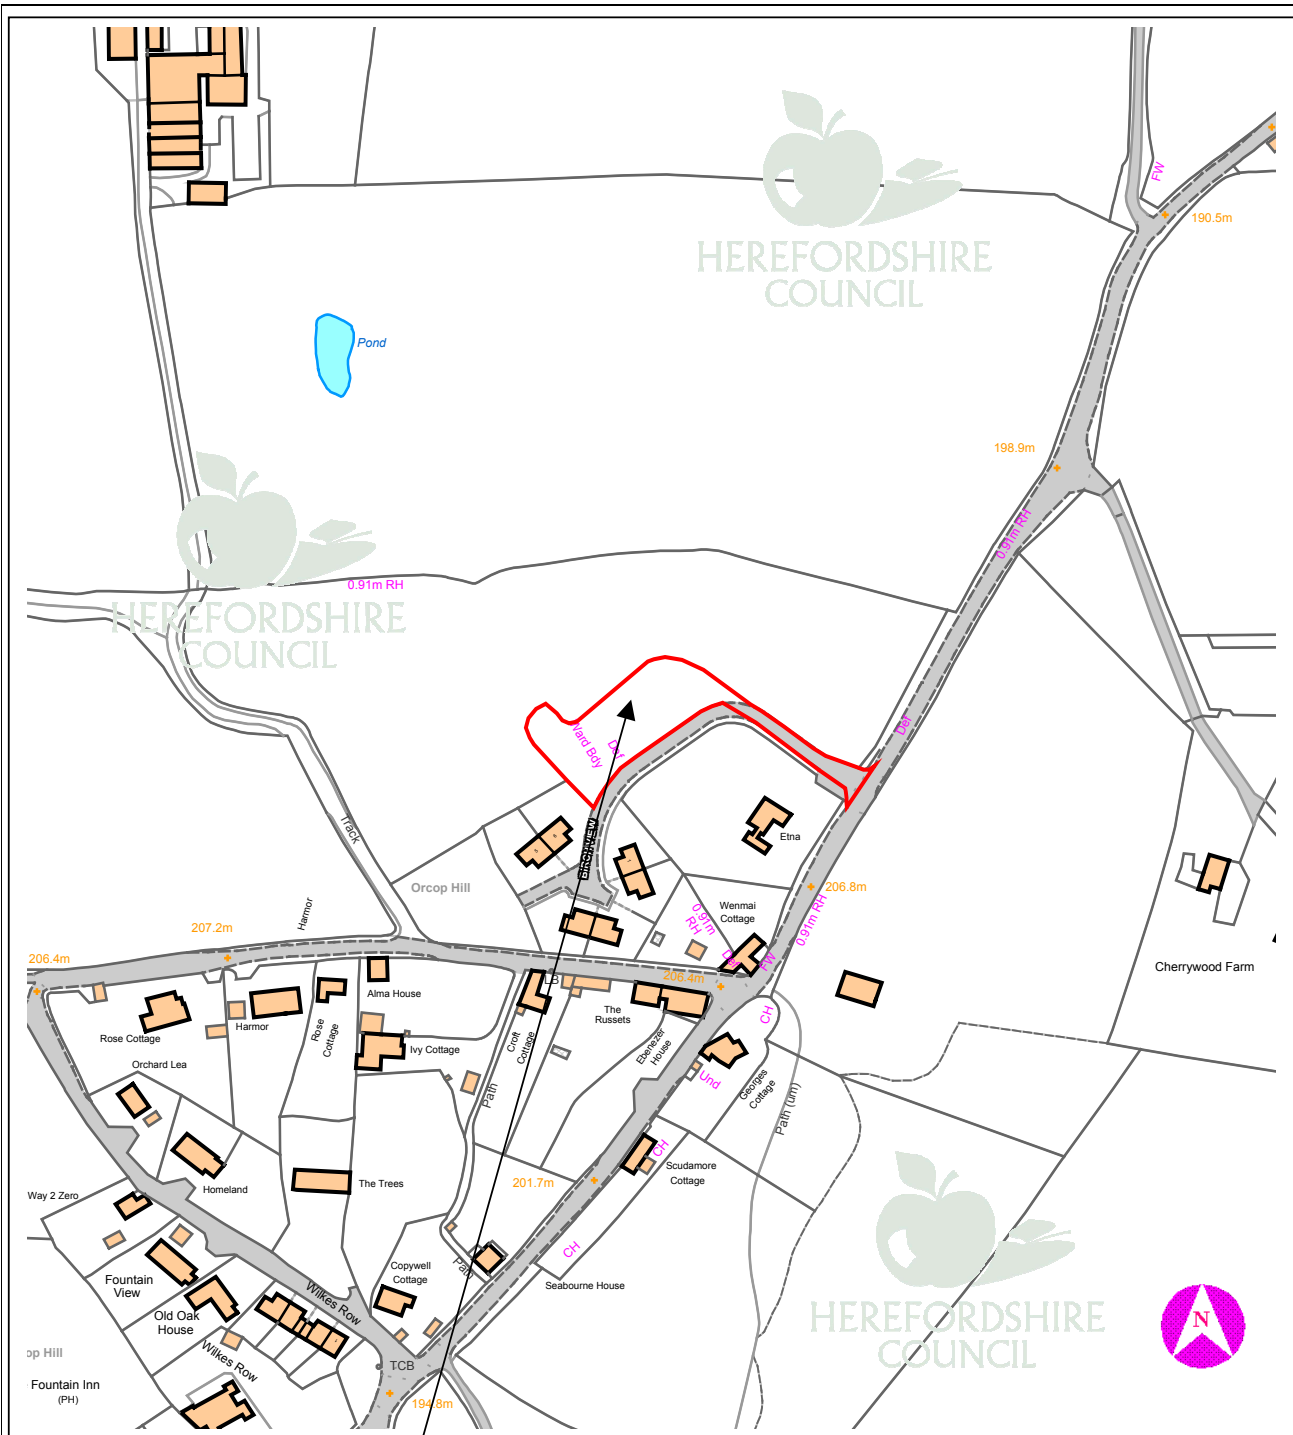 FW
190.5m
HEREFORDSHIRE
COUNCIL
Pond
198.9m
0.91m RH
0.91m RH
HEREFORDSHIRE
COUNCIL
Ward Bdy
Def
Def
Track
BIRCH VIEW
Etna
Orcop Hill
206.8m
Harmor
0.91m
RH
Wenmai
Cottage
0.91m RH
207.2m
206.4m
Def
FW
206.4m
Cherrywood Farm
LB
Alma House
The
Russets
CH
Rose Cottage
Harmor
Rose
Cottage
Ivy Cottage
Croft
Cottage
Ebenezer
House
Orchard Lea
Und
Georges
Cottage
Path
Path (um)
CH
Scudamore
Cottage
Way 2 Zero
Homeland
The Trees
201.7m
CH
Path
Copywell
Cottage
Seabourne House
Fountain
View
Wilkes Row
Old Oak
House
HEREFORDSHIRE
COUNCIL
N
Wilkes Row
op Hill
TCB
Fountain Inn
(PH)
194.8m